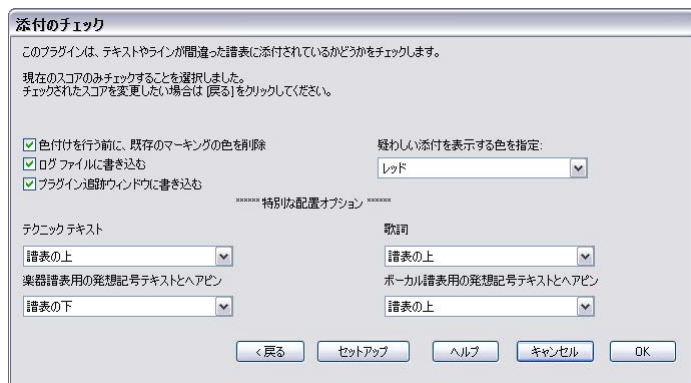 添付のチェック
このプラグインは、テキストやラインが間違った譜表に添付されているかどうかをチェックします。
現在のスコアのみチェックすることを選択しました。
チェックされたスコアを変更したい場合は [戻る] をクリックしてください。
色付けを行う前に、既存のマーキングの色を削除
疑わしい添付を表示する色を指定:
ログ ファイルに書き込む
レッド
プラグイン追跡ウィンドウに書き込む
****** 特別な配置オプション ******
テクニック テキスト
歌詞
譜表の上
譜表の上
楽器譜表用の発想記号テキストとヘアピン
ボーカル譜表用の発想記号テキストとヘアピン
譜表の下
譜表の上
< 戻る
セットアップ
ヘルプ
キャンセル
OK